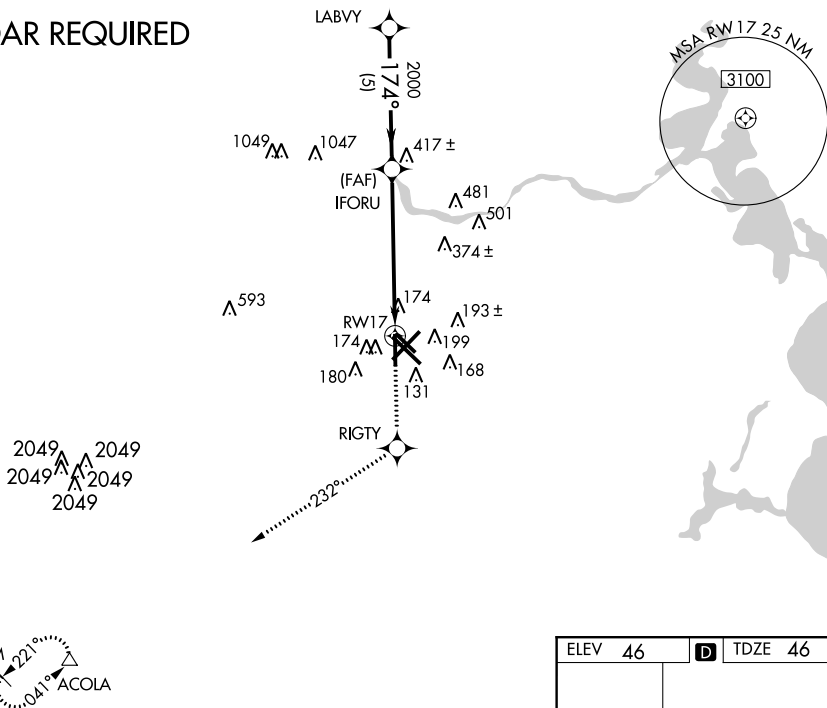 LABVY
AR REQUIRED
MSA RW 17 25 NM
3100
2000
174°
(5)
1049
1047
417 ±
(FAF)
IFORU
481
501
374 ±
593
174
193 ±
RW17
174
199
180
168
131
RIGTY
232°
2049
2049
2049
2049
2049
221°
041°
ACOLA
ELEV 46
D
TDZE 46